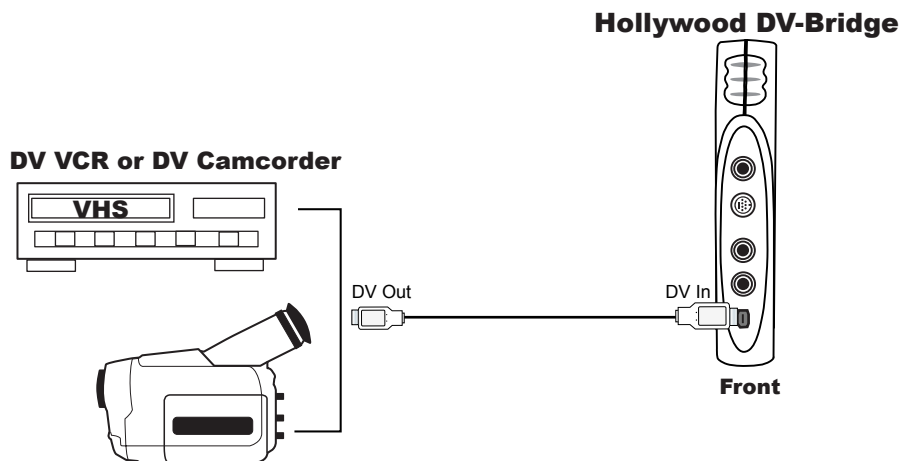 Hollywood DV-Bridge
DV VCR or DV Camcorder
VHS
DV Out
DV In
Front